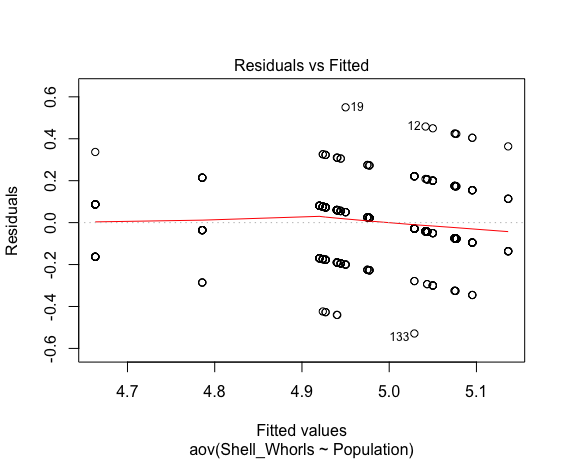 Residuals vs Fitted
0.6
0.4
0.2
0.0
-0.2
-0.4
-0.6
Residuals
19
12
133
4.7 4.8 4.9 5.0 5.1
Fitted values
aov(Shell_Whorls ~ Population)